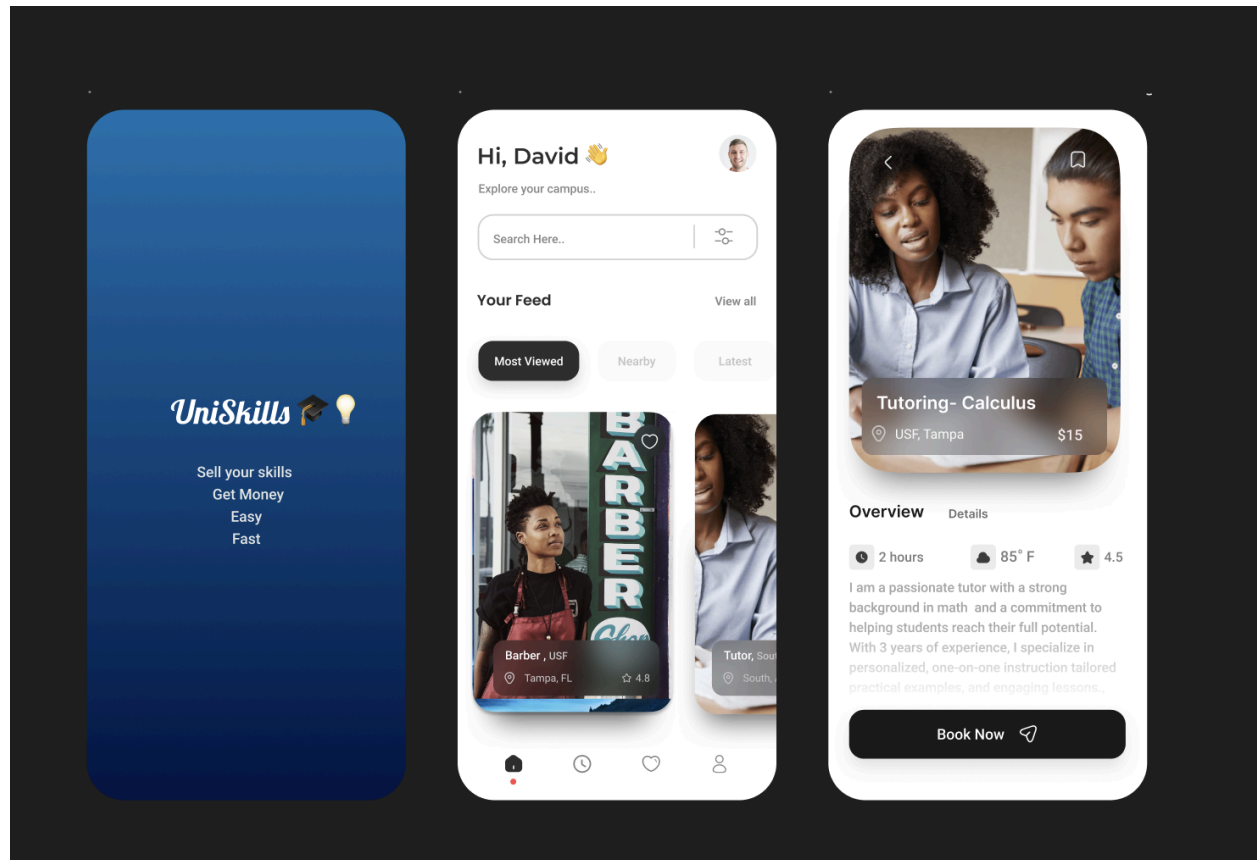 UniSkills 🎓💡
Sell your skills
Get Money
Easy
Fast
Hi, David 👋
Explore your campus..
Search Here..
Your Feed
View all
Most Viewed
Nearby
Latest
BARBER
Shop
Barber , USF
Tampa, FL
4.8
Tutor, Sou
South,
Tutoring- Calculus
USF, Tampa
$15
Overview
Details
2 hours
85° F
4.5
I am a passionate tutor with a strong
background in math and a commitment to
helping students reach their full potential.
With 3 years of experience, I specialize in
personalized, one-on-one instruction tailored
practical examples, and engaging lessons.,
Book Now